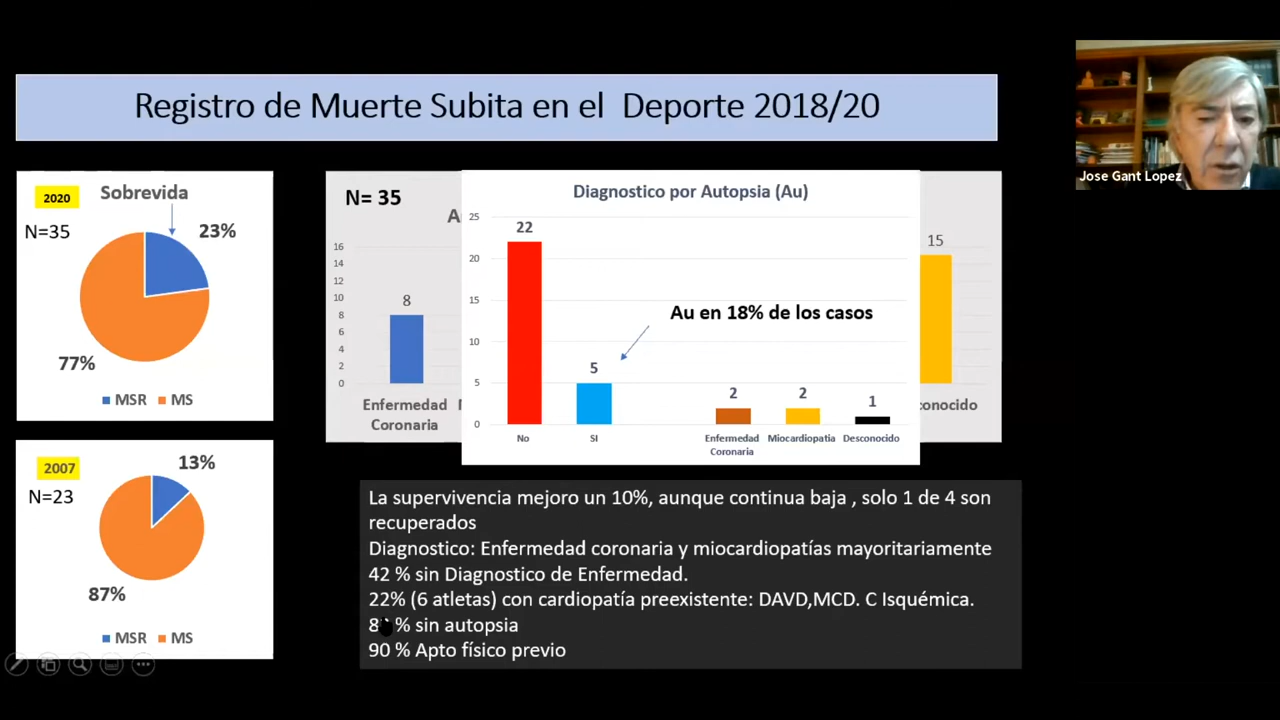 Registro de Muerte Subita en el Deporte 2018/20
Jose Gant Lopez
2020
Sobrevida
N=35
23%
77%
MSR MS
2007
N=23
13%
87%
MSR MS
N= 35
16
14
12
10
8
6
4
2
0
8
Enfermedad
Coronaria
15
Diagnostico por Autopsia (Au)
25
20
15
10
5
0
22
5
2
2
1
Au en 18% de los casos
No
SI
Enfermedad
Coronaria
Miocardiopatia
Desconocido
La supervivencia mejoro un 10%, aunque continua baja , solo 1 de 4 son
recuperados
Diagnostico: Enfermedad coronaria y miocardiopatías mayoritariamente
42 % sin Diagnostico de Enfermedad.
22% (6 atletas) con cardiopatía preexistente: DAVD,MCD. C Isquémica.
% sin autopsia
90 % Apto físico previo